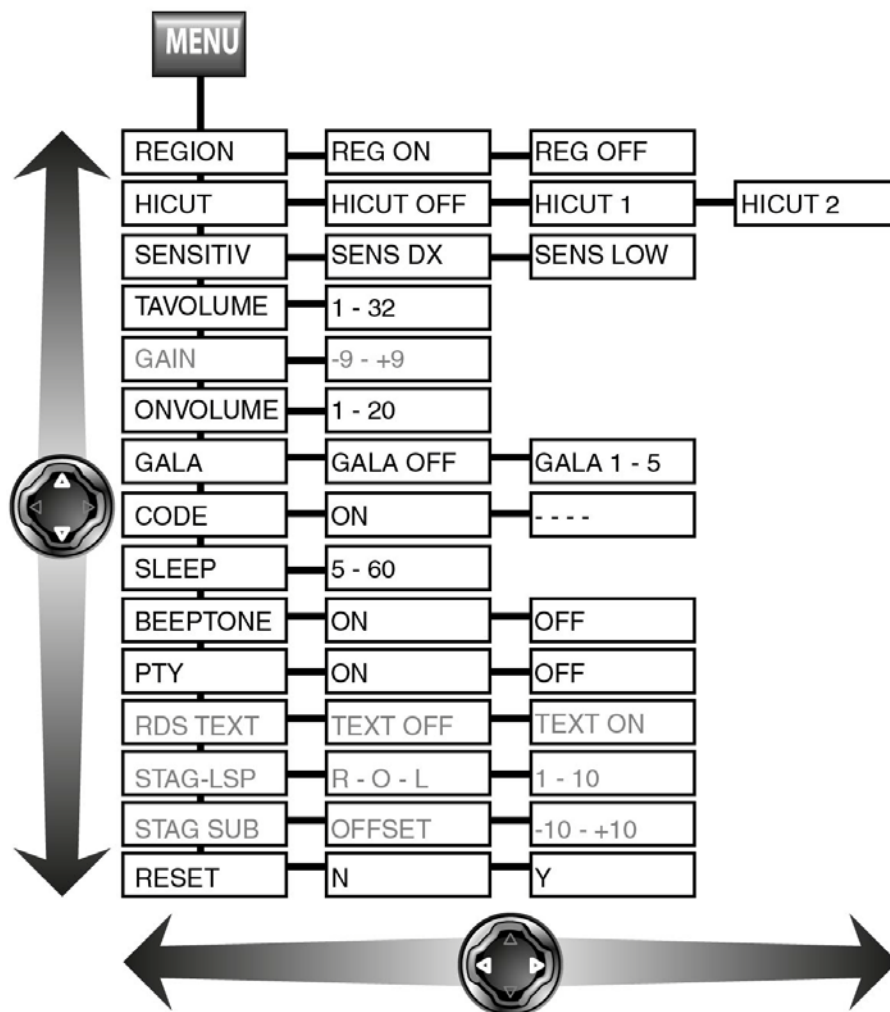 MENU
REGION REG ON REG OFF
HICUT HICUT OFF HICUT 1 HICUT 2
SENSITIV SENS DX SENS LOW
TAVOLUME 1 - 32
GAIN -9 - +9
ONVOLUME 1 - 20
GALA GALA OFF GALA 1 - 5
CODE ON - - - -
SLEEP 5 - 60
BEEPTONE ON OFF
PTY ON OFF
RDS TEXT TEXT OFF TEXT ON
STAG-LSP R - O - L 1 - 10
STAG SUB OFFSET -10 - +10
RESET N Y